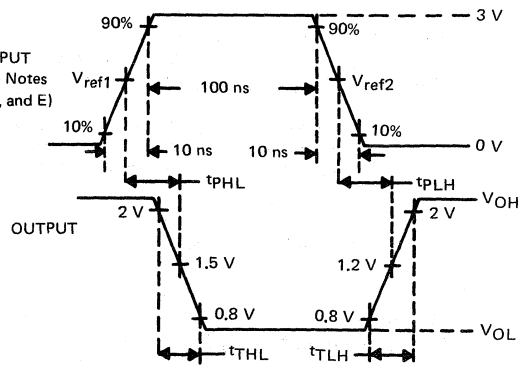 90% 90% 3 V
PUT
Notes
, and E)
Vref1 100 ns Vref2
10% 10%
10 ns 10 ns 0 V
tPHL tPLH
2 V 2 V VOH
OUTPUT
1.5 V 1.2 V
0.8 V 0.8 V
VOL
tTHL tTLH